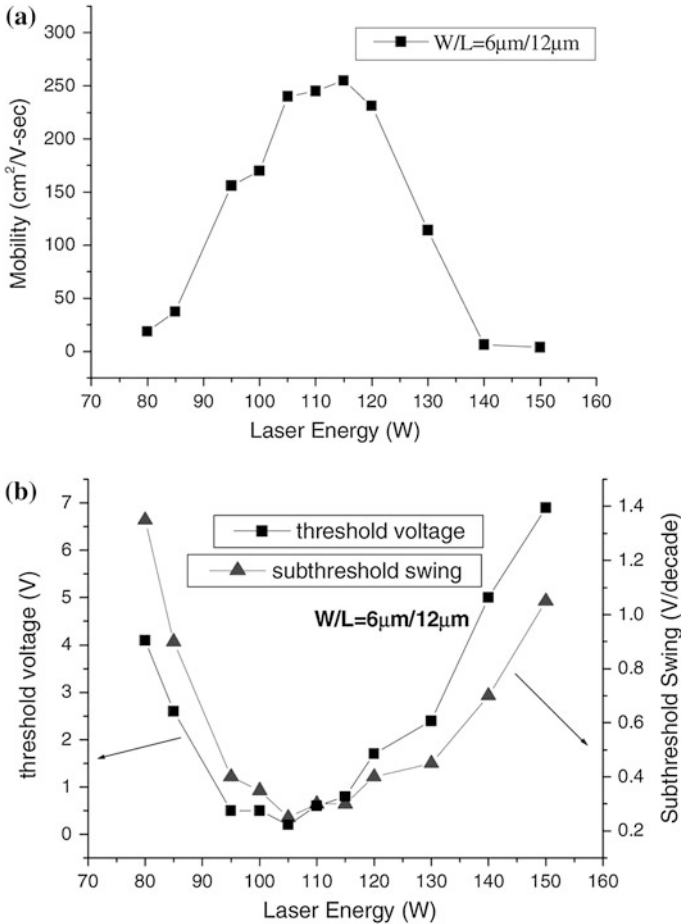 (a)
300
250
200
150
100
50
0
Mobility (cm²/V-sec)
W/L=6μm/12μm
70 80 90 100 110 120 130 140 150 160
Laser Energy (W)
(b)
7
6
5
4
3
2
1
0
threshold voltage (V)
threshold voltage
subthreshold swing
W/L=6μm/12μm
1.4
1.2
1.0
0.8
0.6
0.4
0.2
Subthreshold Swing (V/decade)
70 80 90 100 110 120 130 140 150 160
Laser Energy (W)